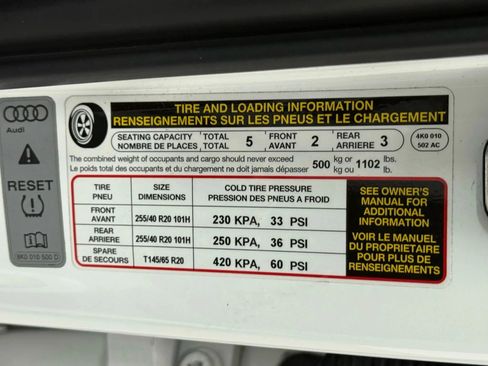 Audi
RESET
8K0 010 500 D
TIRE AND LOADING INFORMATION
RENSEIGNEMENTS SUR LES PNEUS ET LE CHARGEMENT
SEATING CAPACITY TOTAL 5 FRONT 2 REAR 3
NOMBRE DE PLACES TOTAL AVANT ARRIERE
4K0 010
502 AC
The combined weight of occupants and cargo should never exceed 500 kg or 1102 lbs.
Le poids total des occupants et du chargement ne doit jamais dépasser kg ou lb.
TIRE SIZE COLD TIRE PRESSURE
PNEU DIMENSIONS PRESSION DES PNEUS A FROID
FRONT
AVANT 255/40 R20 101H 230 KPA, 33 PSI
REAR
ARRIERE 255/40 R20 101H 250 KPA, 36 PSI
SPARE
DE SECOURS T145/65 R20 420 KPA, 60 PSI
SEE OWNER'S
MANUAL FOR
ADDITIONAL
INFORMATION
VOIR LE MANUEL
DU PROPRIETAIRE
POUR PLUS DE
RENSEIGNEMENTS